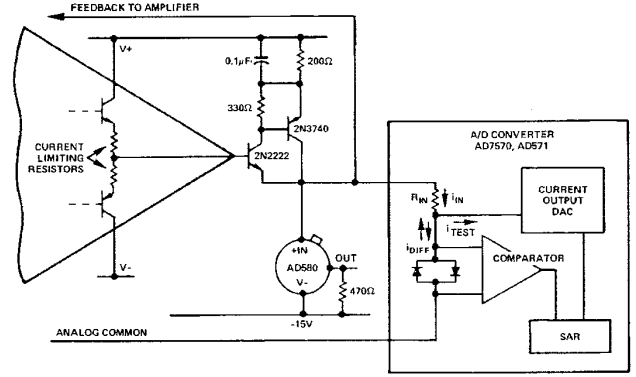 FEEDBACK TO AMPLIFIER
V+
0.1μF
200Ω
330Ω
2N3740
2N2222
CURRENT
LIMITING
RESISTORS
A/D CONVERTER
AD7570, AD571
CURRENT
OUTPUT
DAC
RIN
iIN
iTEST
iDIFF
COMPARATOR
+IN
OUT
AD580
V-
470Ω
V-
-15V
ANALOG COMMON
SAR